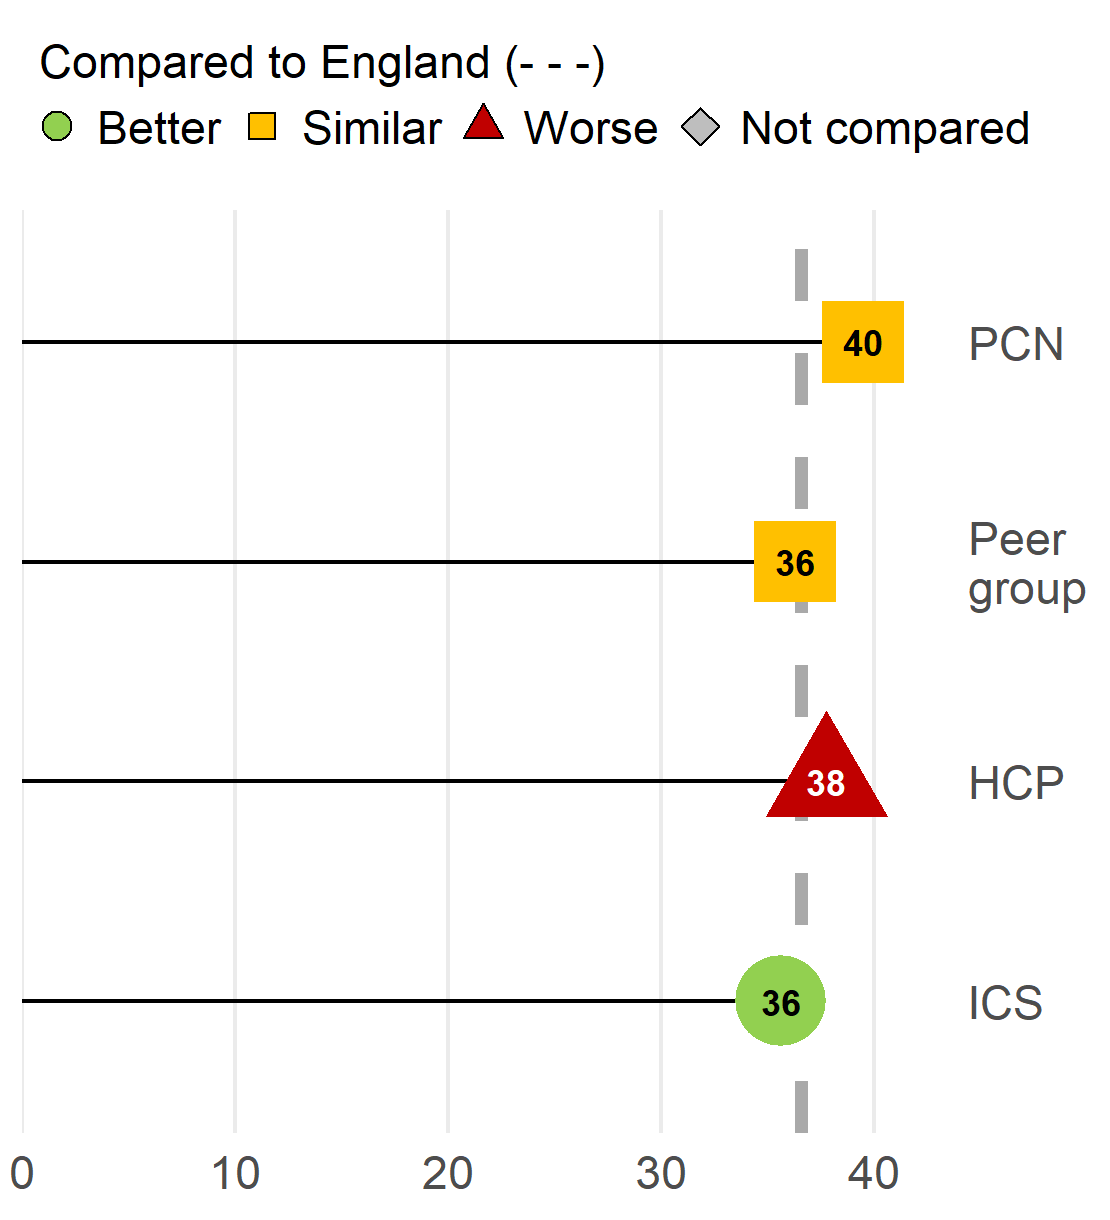 Compared to England (- - -)
Better Similar Worse Not compared
40 PCN
36 Peer
group
38 HCP
36 ICS
0 10 20 30 40